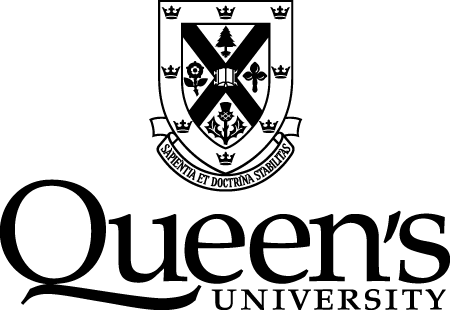 SAPIENTIA ET DOCTRINA STABILITAS
Queen's
UNIVERSITY